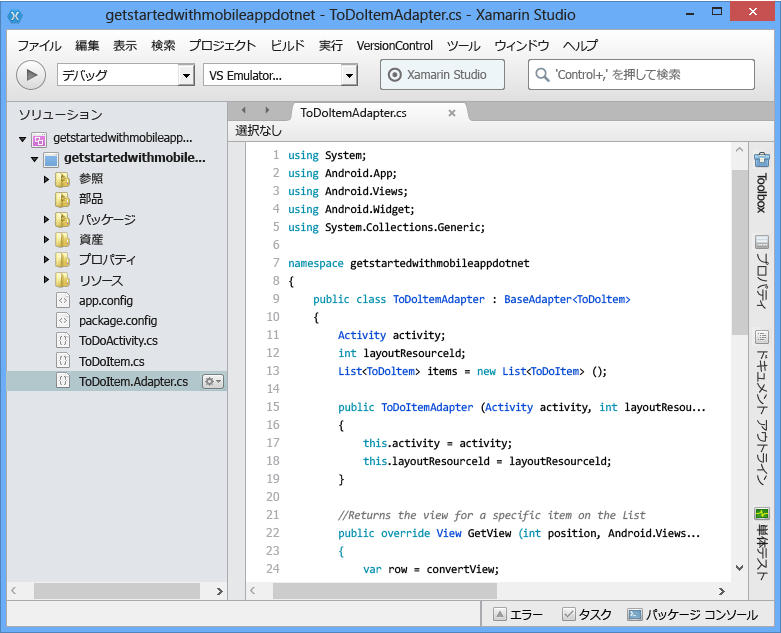 getstartedwithmobileappdotnet - ToDoItemAdapter.cs - Xamarin Studio
ファイル 編集 表示 検索 プロジェクト ビルド 実行 VersionControl ツール ウィンドウ ヘルプ
デバッグ VS Emulator... Xamarin Studio 'Control+,' を押して検索
ソリューション
getstartedwithmobileapp...
getstartedwithmobile...
参照
部品
パッケージ
資産
プロパティ
リソース
app.config
package.config
ToDoActivity.cs
ToDoItem.cs
ToDoItem.Adapter.cs
ToDoItemAdapter.cs
選択なし
1 using System;
2 using Android.App;
3 using Android.Views;
4 using Android.Widget;
5 using System.Collections.Generic;
6
7 namespace getstartedwithmobileappdotnet
8 {
9 public class ToDoItemAdapter : BaseAdapter<ToDoItem>
10 {
11 Activity activity;
12 int layoutResourceId;
13 List<ToDoItem> items = new List<ToDoItem> ();
14
15 public ToDoItemAdapter (Activity activity, int layoutResou...
16 {
17 this.activity = activity;
18 this.layoutResourceId = layoutResourceId;
19 }
20
21 //Returns the view for a specific item on the List
22 public override View GetView (int position, Android.Views...
23 {
24 var row = convertView;
Toolbox
プロパティ
ドキュメント アウトライン
単体テスト
エラー タスク パッケージ コンソール